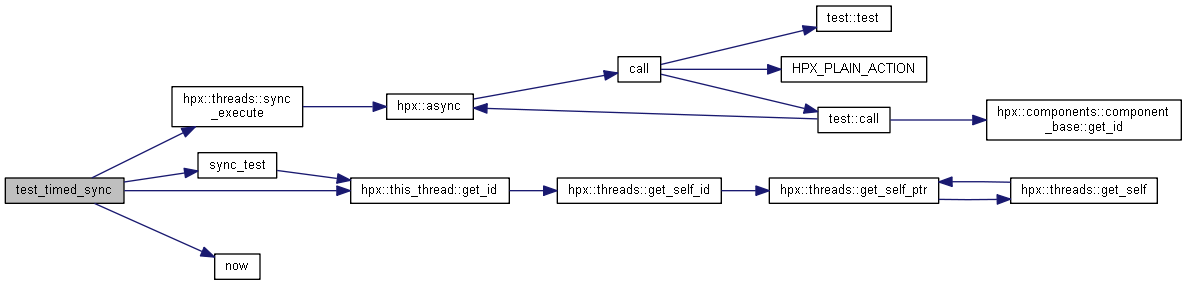 test::test
call
HPX_PLAIN_ACTION
hpx::threads::sync
_execute
hpx::async
test::call
hpx::components::component
_base::get_id
sync_test
test_timed_sync
hpx::this_thread::get_id
hpx::threads::get_self_id
hpx::threads::get_self_ptr
hpx::threads::get_self
now